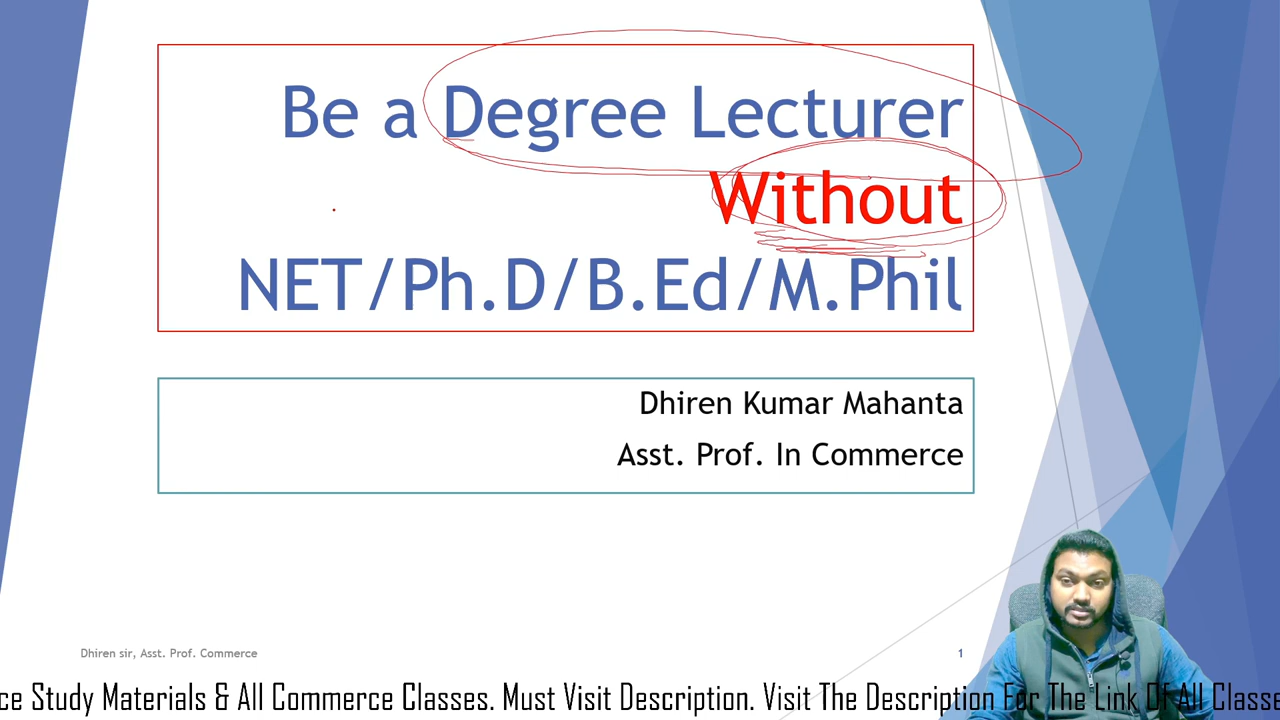 Be a Degree Lecturer
Without
NET/Ph.D/B.Ed/M.Phil
Dhiren Kumar Mahanta
Asst. Prof. In Commerce
Dhiren sir, Asst. Prof. Commerce
1
ce Study Materials & All Commerce Classes. Must Visit Description. Visit The Description For The Link Of All Classe